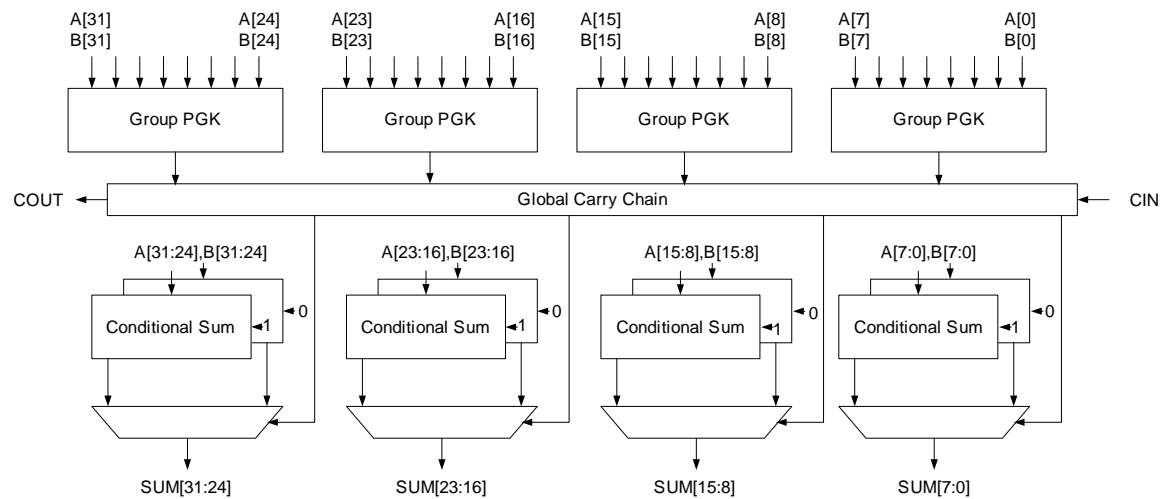 A[31] A[24] A[23] A[16] A[15] A[8] A[7] A[0]
B[31] B[24] B[23] B[16] B[15] B[8] B[7] B[0]
Group PGK Group PGK Group PGK Group PGK
COUT Global Carry Chain CIN
A[31:24],B[31:24] A[23:16],B[23:16] A[15:8],B[15:8] A[7:0],B[7:0]
0 0 0 0
Conditional Sum 1 Conditional Sum 1 Conditional Sum 1 Conditional Sum 1
SUM[31:24] SUM[23:16] SUM[15:8] SUM[7:0]